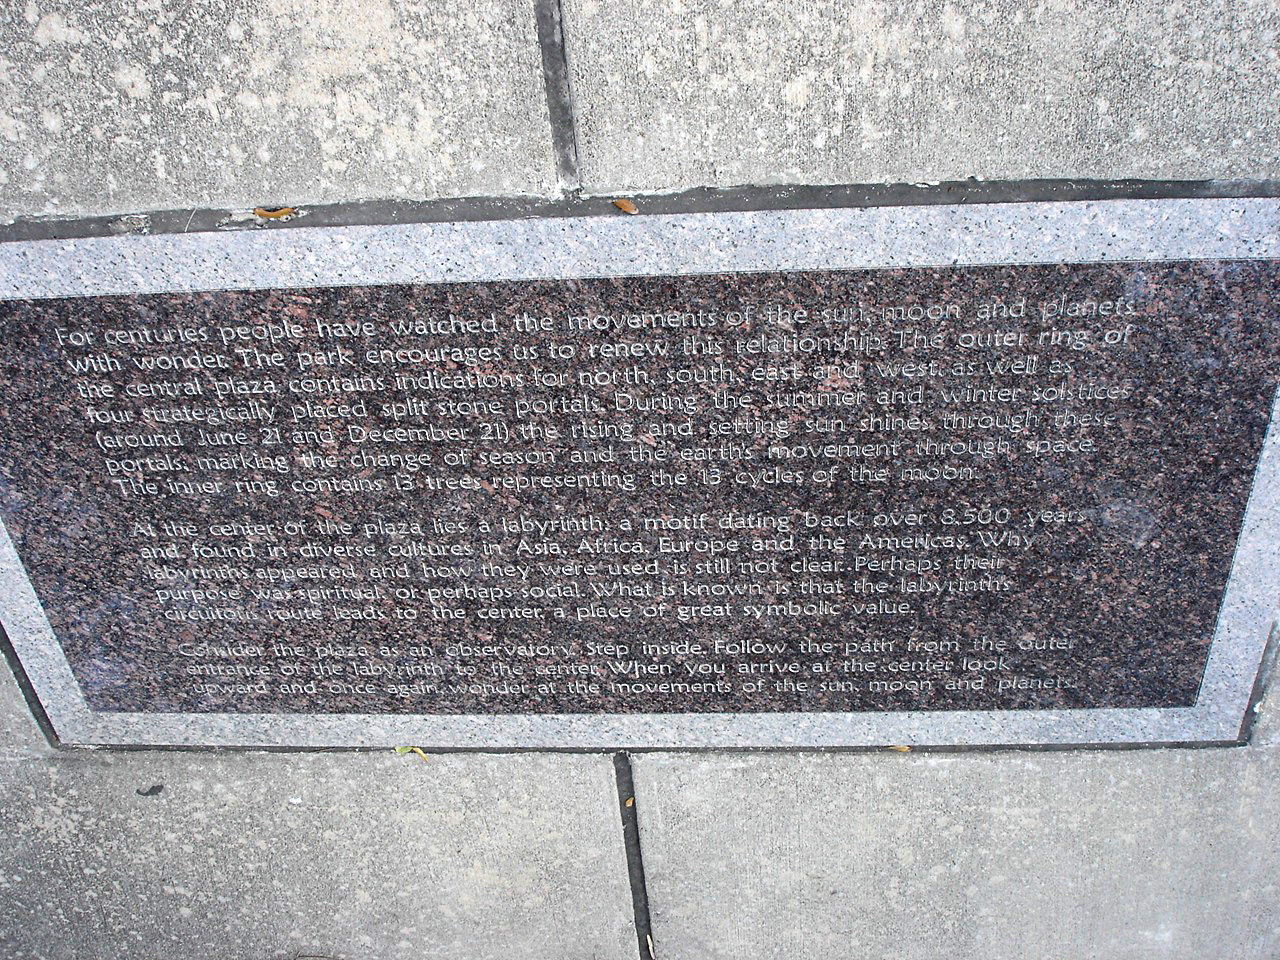 For centuries people have watched the movements of the sun, moon and planets
with wonder. The park encourages us to renew this relationship. The outer ring of
the central plaza contains indications for north, south, east and west, as well as
four strategically placed split stone portals. During the summer and winter solstices
(around June 21 and December 21) the rising and setting sun shines through these
portals, marking the change of season and the earth's movement through space.
The inner ring contains 13 trees representing the 13 cycles of the moon.
At the center of the plaza lies a labyrinth: a motif dating back over 3,500 years
and found in diverse cultures in Asia, Africa, Europe and the Americas. Why
labyrinths appeared, and how they were used, is still not clear. Perhaps their
purpose was spiritual, or perhaps social. What is known is that the labyrinth's
circuitous route leads to the center, a place of great symbolic value.
Consider the plaza as an observatory. Step inside. Follow the path from the outer
entrance of the labyrinth to the center. When you arrive at the center look
upward and once again wonder at the movements of the sun, moon and planets.